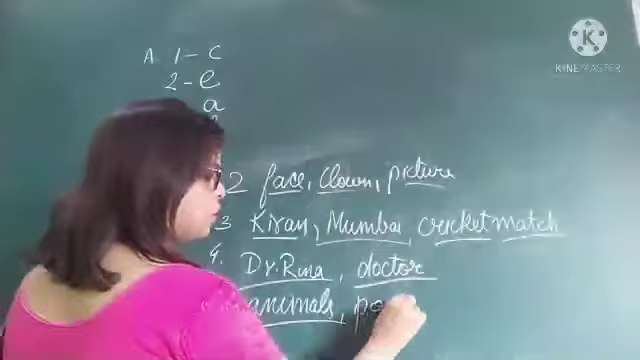 K
KINEMASTER
A. 1 - C
2 - e
a
2 face, clown, picture
3 Kiran, Mumbai, cricket match
4. Dr. Rina, doctor
animals,